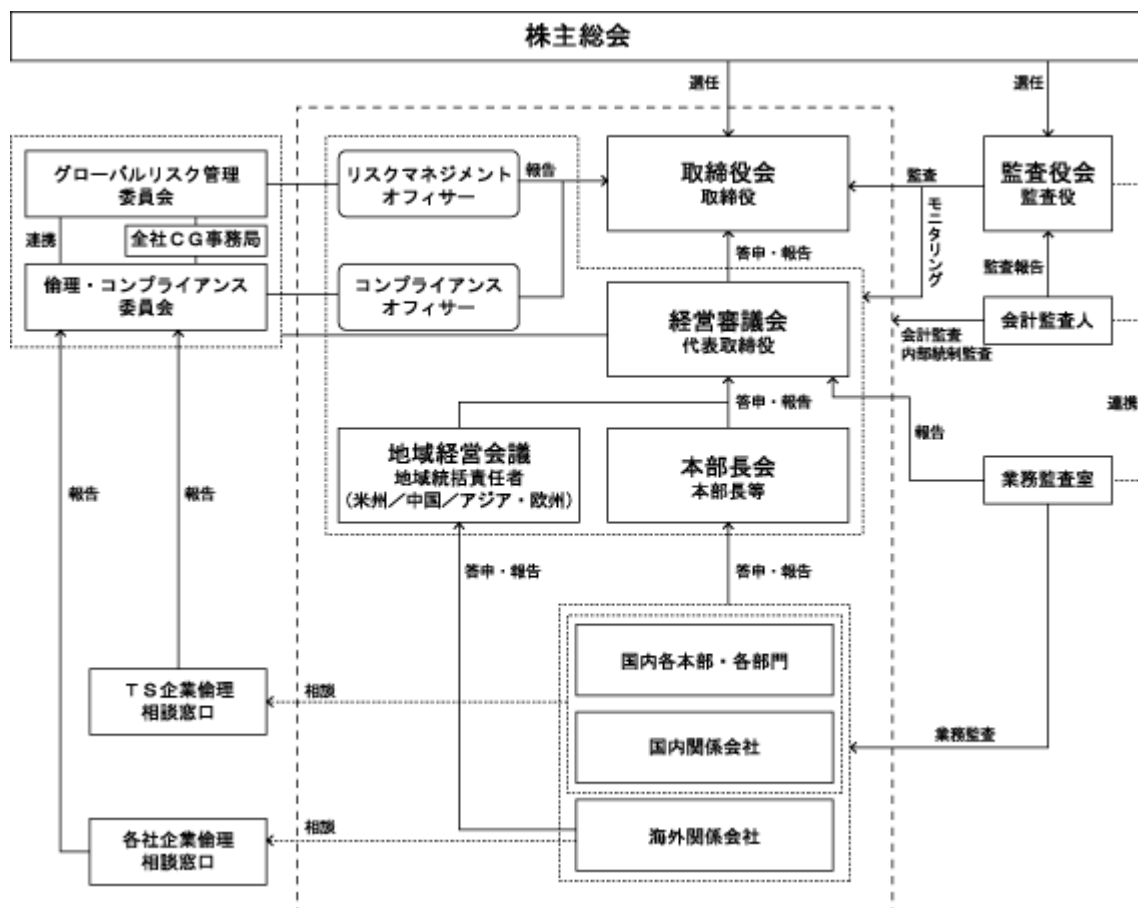 株主総会
選任
選任
グローバルリスク管理
委員会
リスクマネジメント
オフィサー
報告
取締役会
取締役
監査
監査役会
監査役
モニタリング
連携
全社CG事務局
答申・報告
監査報告
倫理・コンプライアンス
委員会
コンプライアンス
オフィサー
経営審議会
代表取締役
会計監査人
会計監査
内部統制監査
答申・報告
連携
報告
地域経営会議
地域統括責任者
(米州/中国/アジア・欧州)
本部長会
本部長等
業務監査室
報告
報告
答申・報告
答申・報告
国内各本部・各部門
TS企業倫理
相談窓口
相談
国内関係会社
業務監査
各社企業倫理
相談窓口
相談
海外関係会社